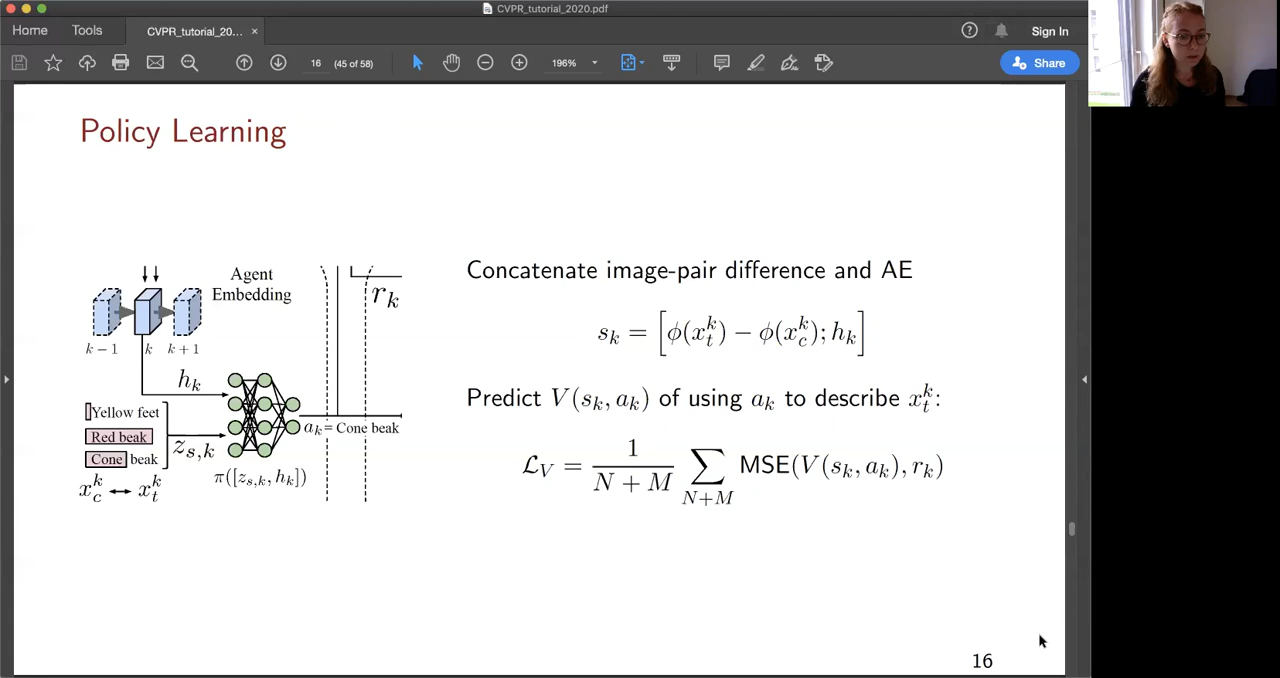 CVPR_tutorial_2020.pdf
Home Tools CVPR_tutorial_20... × Sign In
16 (45 of 58) 196% Share
Policy Learning
Agent
Embedding
r_k
k − 1 k k + 1
h_k
Yellow feet
Red beak
Cone beak
z_{s,k}
a_k = Cone beak
x_c^k ↔ x_t^k
π([z_{s,k}, h_k])
Concatenate image-pair difference and AE
s_k = [ϕ(x_t^k) − ϕ(x_c^k); h_k]
Predict V(s_k, a_k) of using a_k to describe x_t^k:
ℒ_V = 1/(N + M) ∑_{N+M} MSE(V(s_k, a_k), r_k)
16